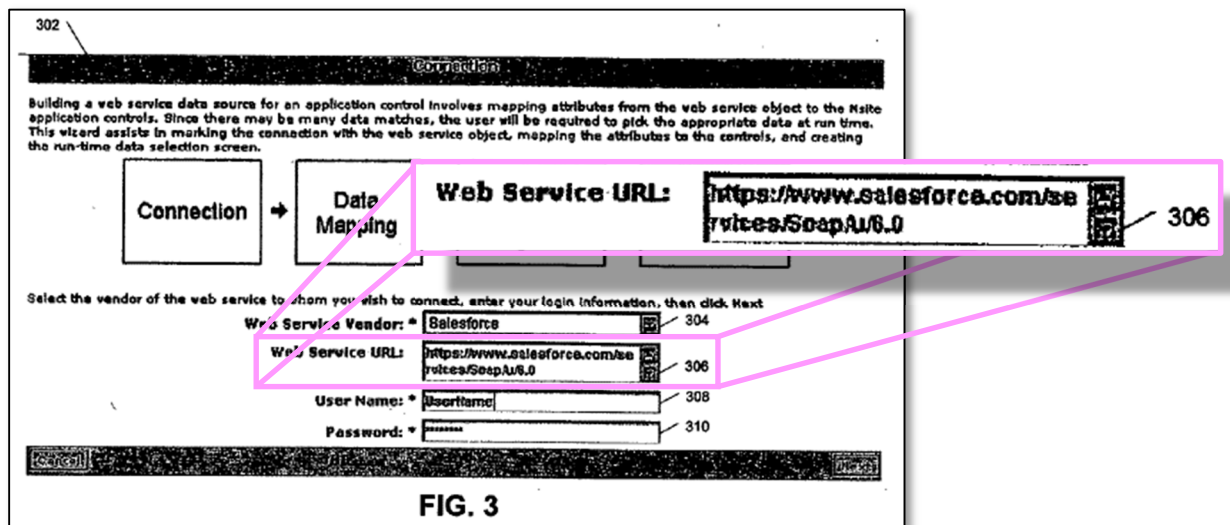 302
Connection
Building a web service data source for an application control involves mapping attributes from the web service object to the Nsite
application controls. Since there may be many data matches, the user will be required to pick the appropriate data at run time.
This wizard assists in marking the connection with the web service object, mapping the attributes to the controls, and creating
the run-time data selection screen.
Connection
Data
Mapping
Web Service URL:
https://www.salesforce.com/se
rvices/Soap/u/6.0
306
Select the vendor of the web service to whom you wish to connect, enter your login information, then click Next
Web Service Vendor: * Salesforce 304
Web Service URL: https://www.salesforce.com/se
rvices/Soap/u/6.0 306
User Name: * UserName 308
Password: * ******** 310
Cancel
FIG. 3